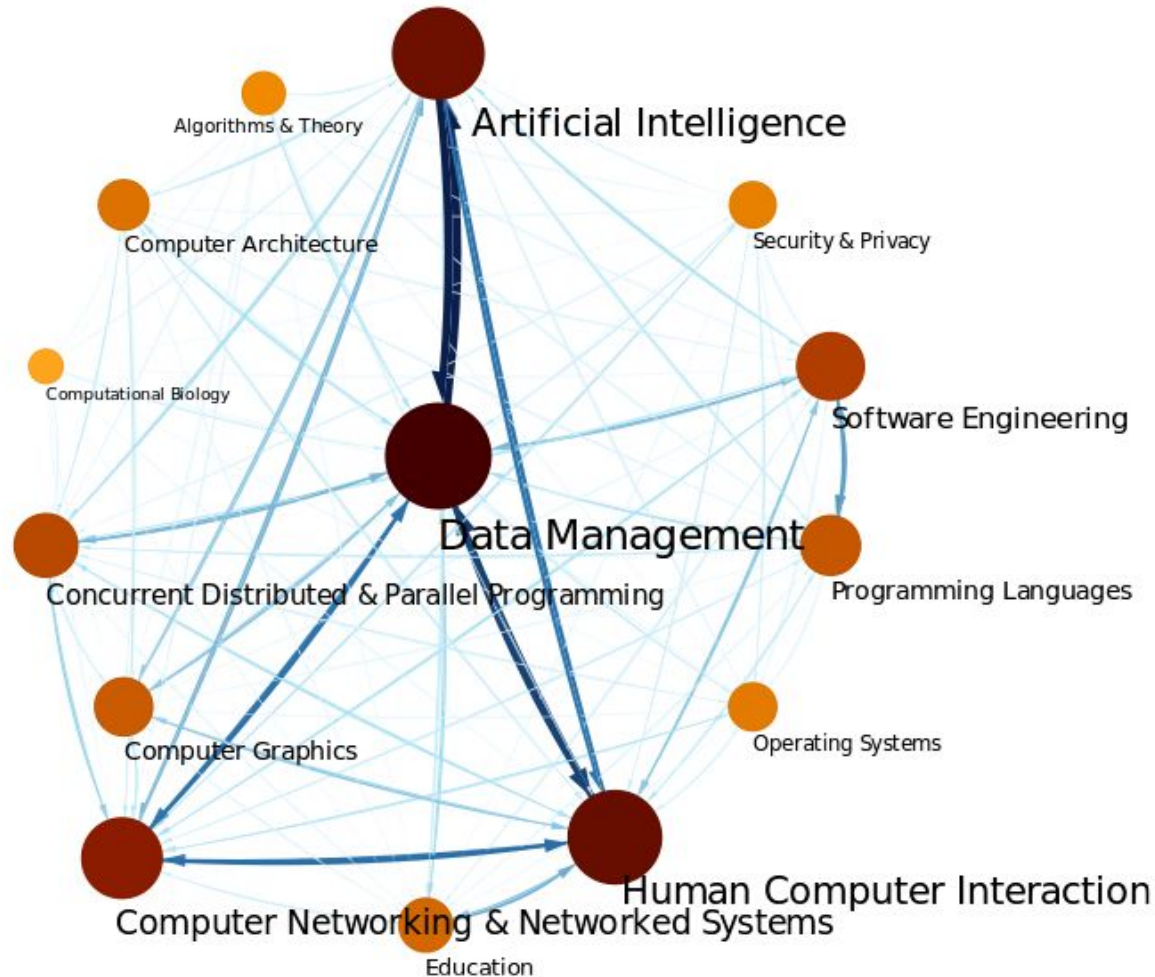 Artificial Intelligence
Algorithms & Theory
Computer Architecture
Security & Privacy
Computational Biology
Software Engineering
Data Management
Concurrent Distributed & Parallel Programming
Programming Languages
Computer Graphics
Operating Systems
Human Computer Interaction
Computer Networking & Networked Systems
Education